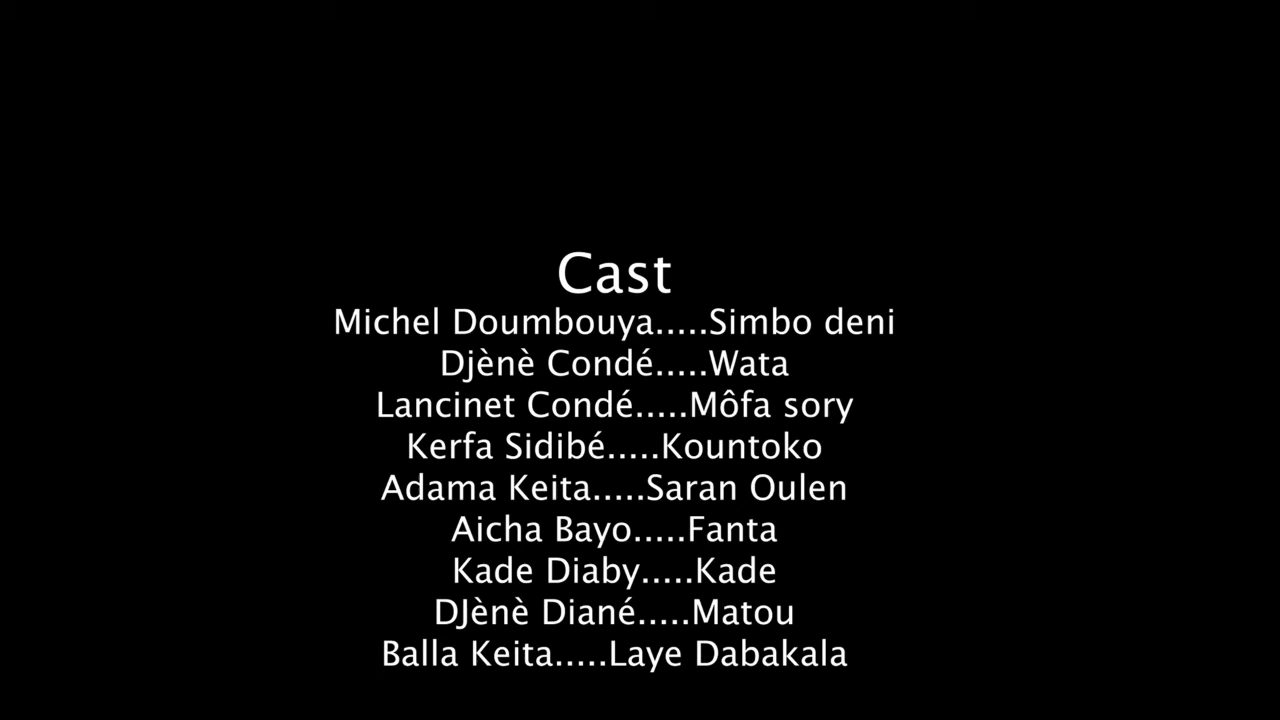 Cast
Michel Doumbouya.....Simbo deni
Djènè Condé.....Wata
Lancinet Condé.....Môfa sory
Kerfa Sidibé.....Kountoko
Adama Keita.....Saran Oulen
Aicha Bayo.....Fanta
Kade Diaby.....Kade
DJènè Diané.....Matou
Balla Keita.....Laye Dabakala